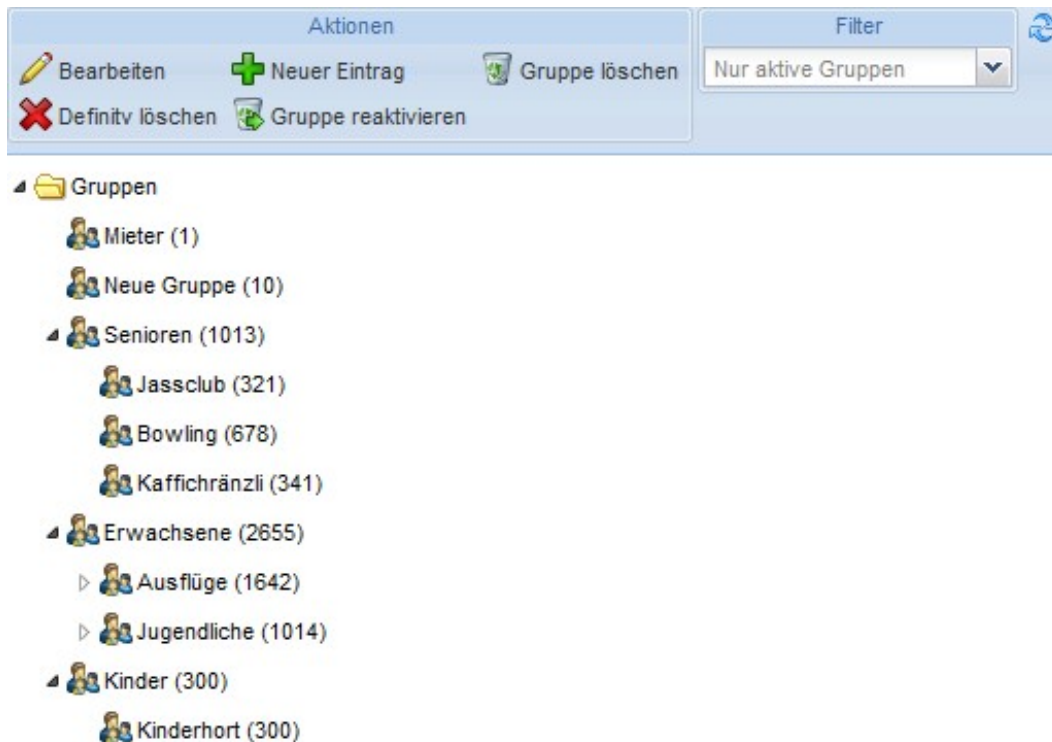 Aktionen
Filter
Bearbeiten Neuer Eintrag Gruppe löschen
Nur aktive Gruppen
Definitv löschen Gruppe reaktivieren
Gruppen
Mieter (1)
Neue Gruppe (10)
Senioren (1013)
Jassclub (321)
Bowling (678)
Kaffichränzli (341)
Erwachsene (2655)
Ausflüge (1642)
Jugendliche (1014)
Kinder (300)
Kinderhort (300)